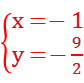 x = − 1
y = − 9/2